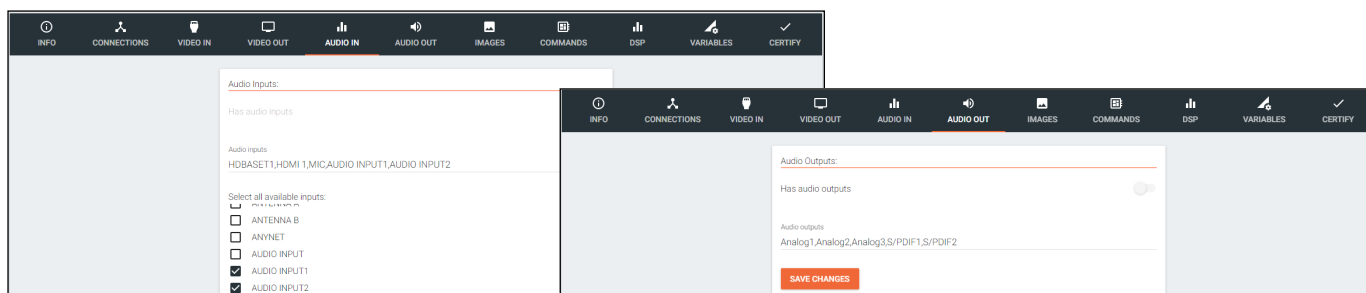 INFO CONNECTIONS VIDEO IN VIDEO OUT AUDIO IN AUDIO OUT IMAGES COMMANDS DSP VARIABLES CERTIFY
Audio Inputs:
Has audio inputs
Audio inputs
HDBASET1,HDMI 1,MIC,AUDIO INPUT1,AUDIO INPUT2
Select all available inputs:
ANTENNA B
ANYNET
AUDIO INPUT
AUDIO INPUT1
AUDIO INPUT2
INFO CONNECTIONS VIDEO IN VIDEO OUT AUDIO IN AUDIO OUT IMAGES COMMANDS DSP VARIABLES CERTIFY
Audio Outputs:
Has audio outputs
Audio outputs
Analog1,Analog2,Analog3,S/PDIF1,S/PDIF2
SAVE CHANGES